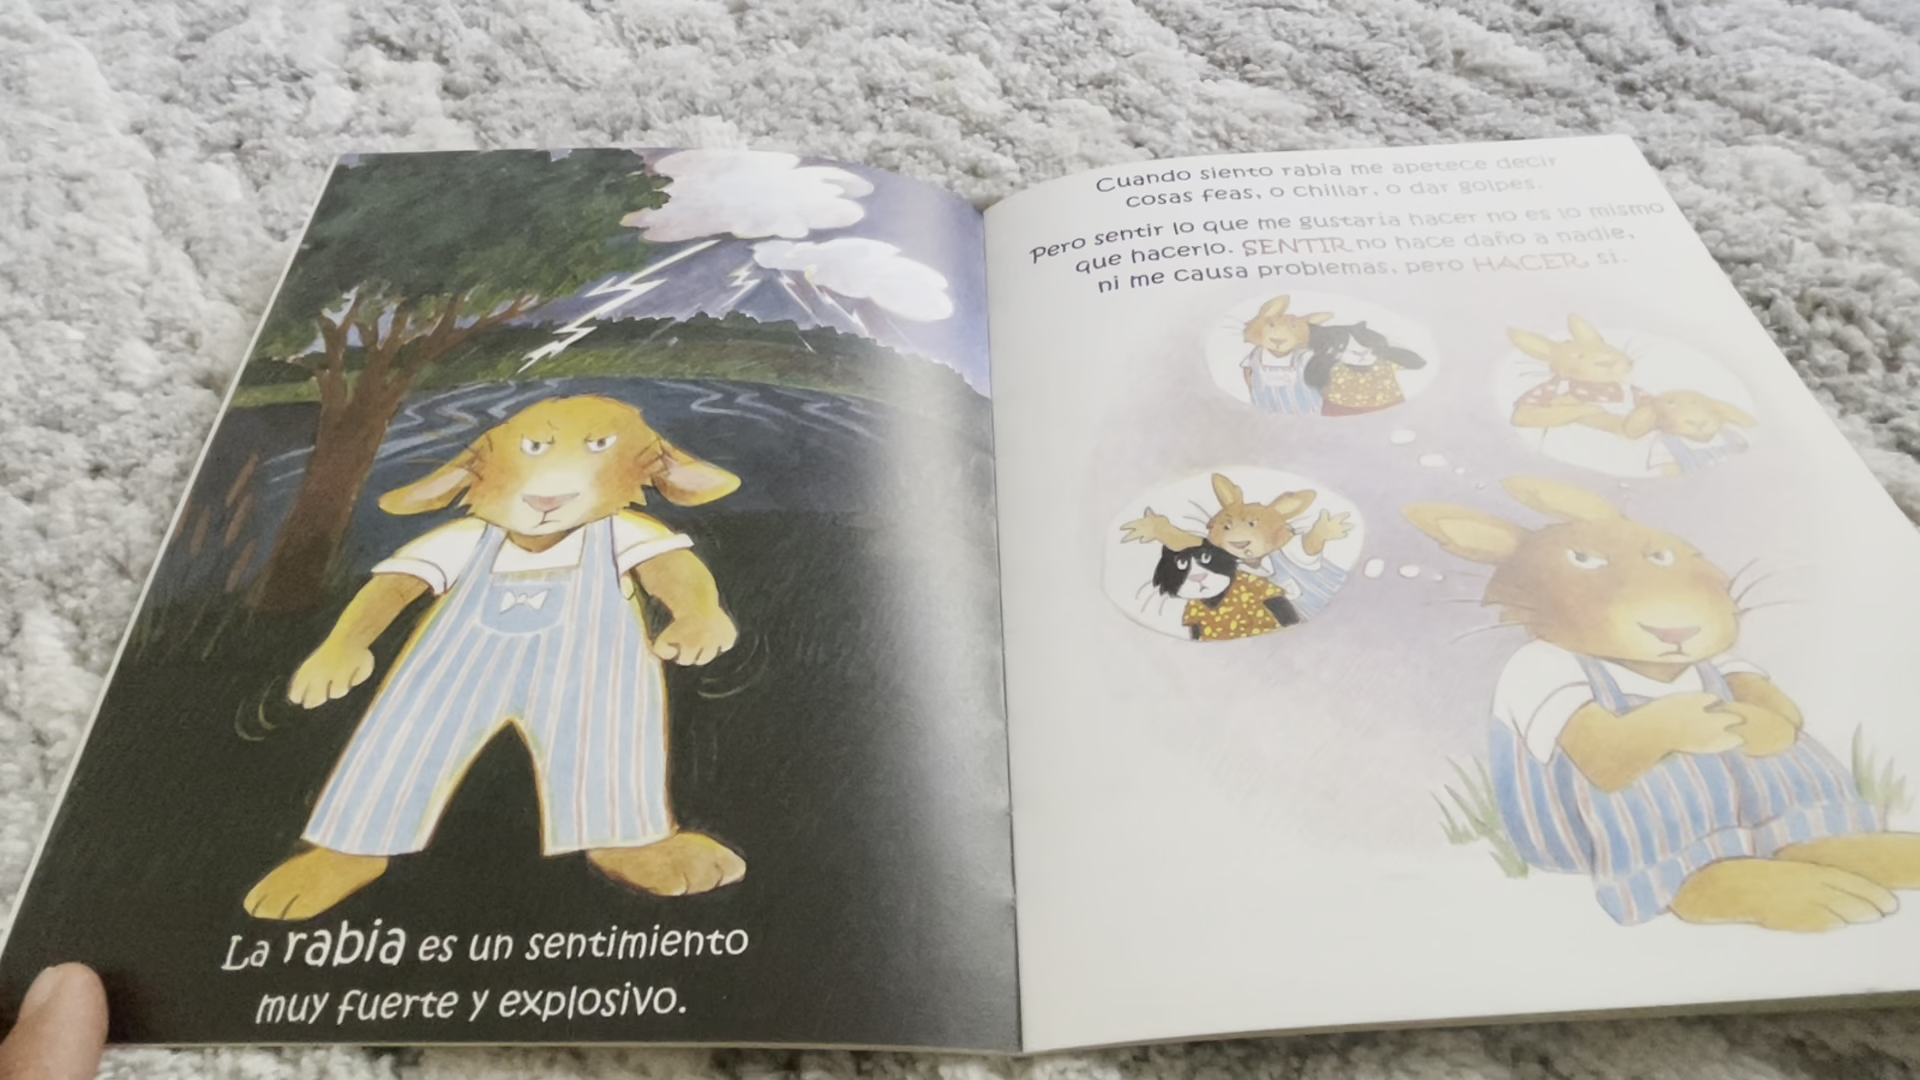 La rabia es un sentimiento
muy fuerte y explosivo.
Cuando siento rabia me apetece decir
cosas feas, o chillar, o dar golpes.
Pero sentir lo que me gustaría hacer no es lo mismo
que hacerlo. SENTIR no hace daño a nadie,
ni me causa problemas, pero HACER, sí.